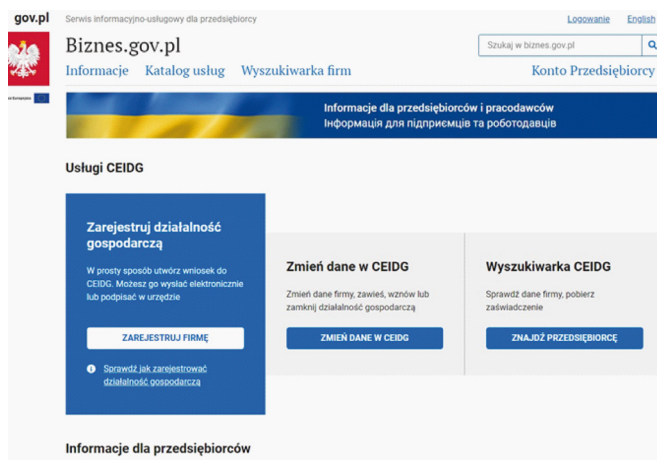 gov.pl
Serwis informacyjno-usługowy dla przedsiębiorcy
Logowanie English
Biznes.gov.pl
Szukaj w biznes.gov.pl
Informacje Katalog usług Wyszukiwarka firm Konto Przedsiębiorcy
Informacje dla przedsiębiorców i pracodawców
Інформація для підприємців та роботодавців
Usługi CEIDG
Zarejestruj działalność
gospodarczą
W prosty sposób utwórz wniosek do
CEIDG. Możesz go wysłać elektronicznie
lub podpisać w urzędzie
ZAREJESTRUJ FIRMĘ
Sprawdź jak zarejestrować
działalność gospodarczą
Zmień dane w CEIDG
Zmień dane firmy, zawieś, wznów lub
zamknij działalność gospodarczą
ZMIEŃ DANE W CEIDG
Wyszukiwarka CEIDG
Sprawdź dane firmy, pobierz
zaświadczenie
ZNAJDŹ PRZEDSIĘBIORCĘ
Informacje dla przedsiębiorców